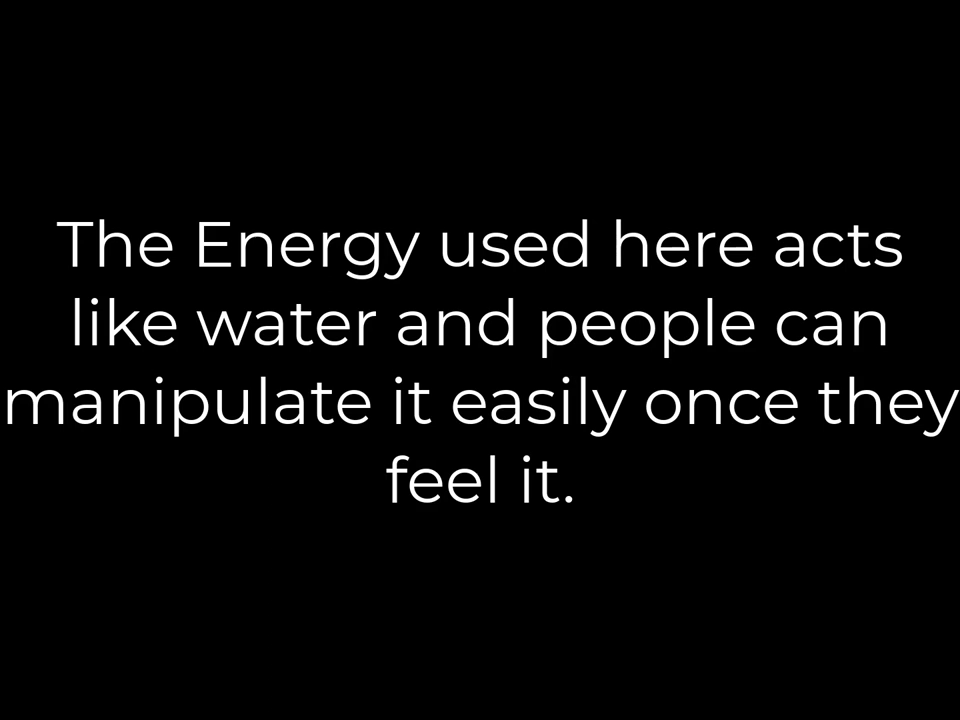 The Energy used here acts
like water and people can
manipulate it easily once they
feel it.